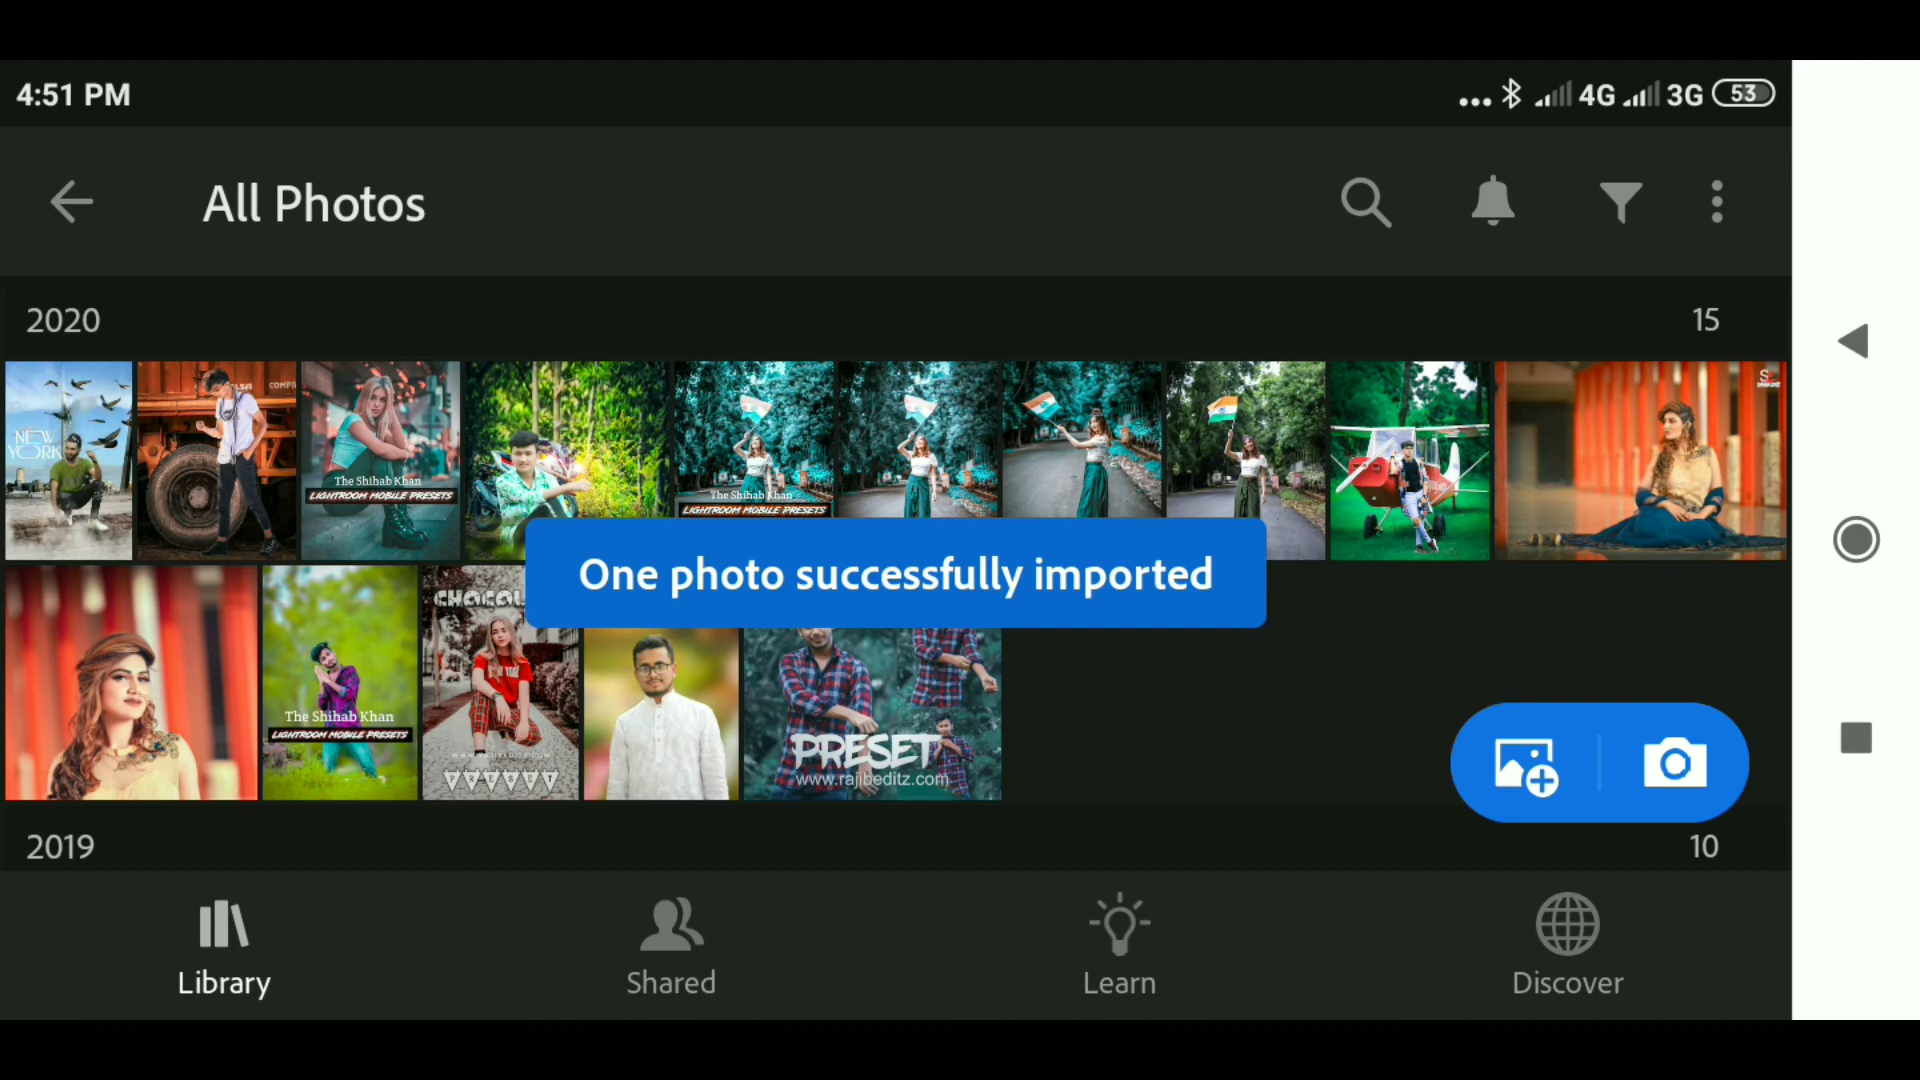 4:51 PM
4G 3G 53
All Photos
2020
15
NEW
YORK
The Shihab Khan
LIGHTROOM MOBILE PRESETS
The Shihab Khan
LIGHTROOM MOBILE PRESETS
One photo successfully imported
CHOCOL
The Shihab Khan
LIGHTROOM MOBILE PRESETS
PRESET
PRESET
www.rajibeditz.com
2019
10
Library
Shared
Learn
Discover